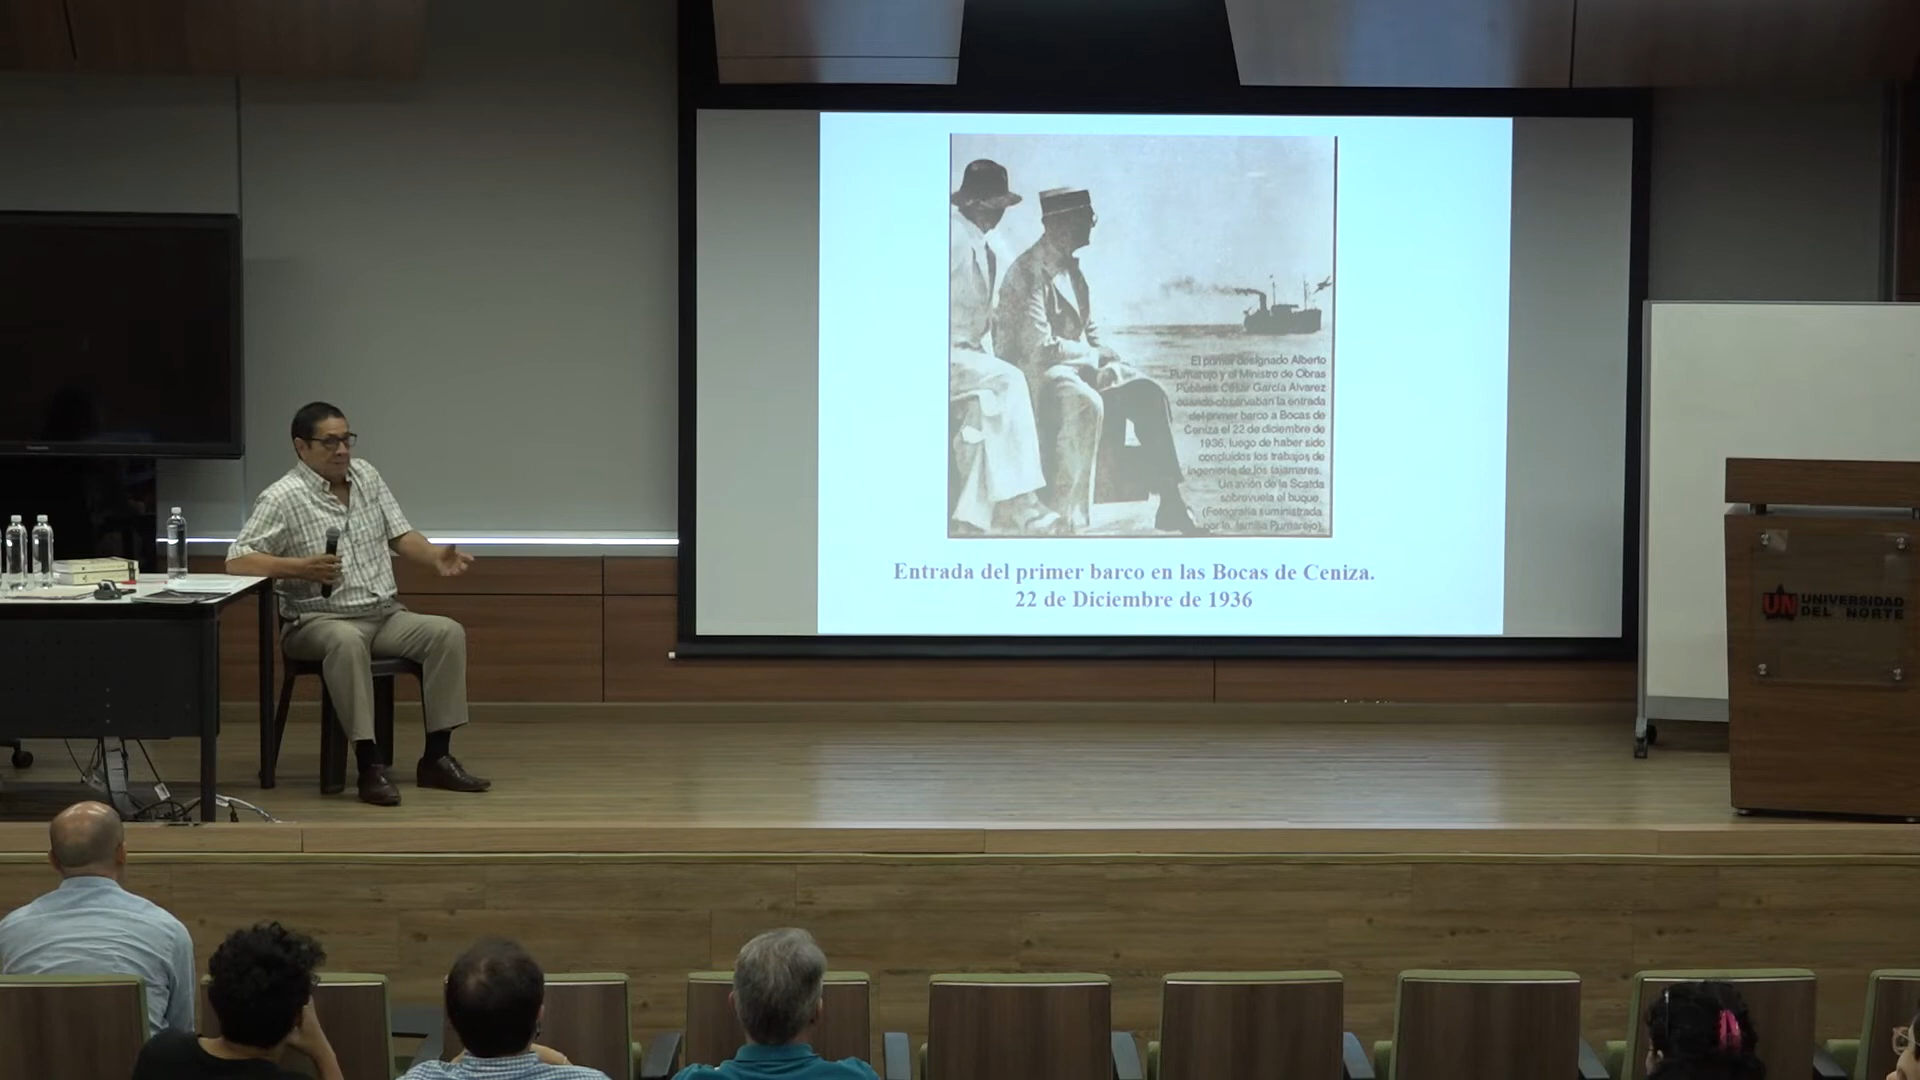 El primer designado Alberto
Pumarejo y el Ministro de Obras
Públicas César García Alvarez
cuando observaban la entrada
del primer barco a Bocas de
Ceniza el 22 de diciembre de
1936, luego de haber sido
concluidos los trabajos de
ingeniería de los tajamares.
Un avión de la Scatda
sobrevuela el buque.
(Fotografía suministrada
por la familia Pumarejo).
Entrada del primer barco en las Bocas de Ceniza.
22 de Diciembre de 1936
UN UNIVERSIDAD
DEL NORTE